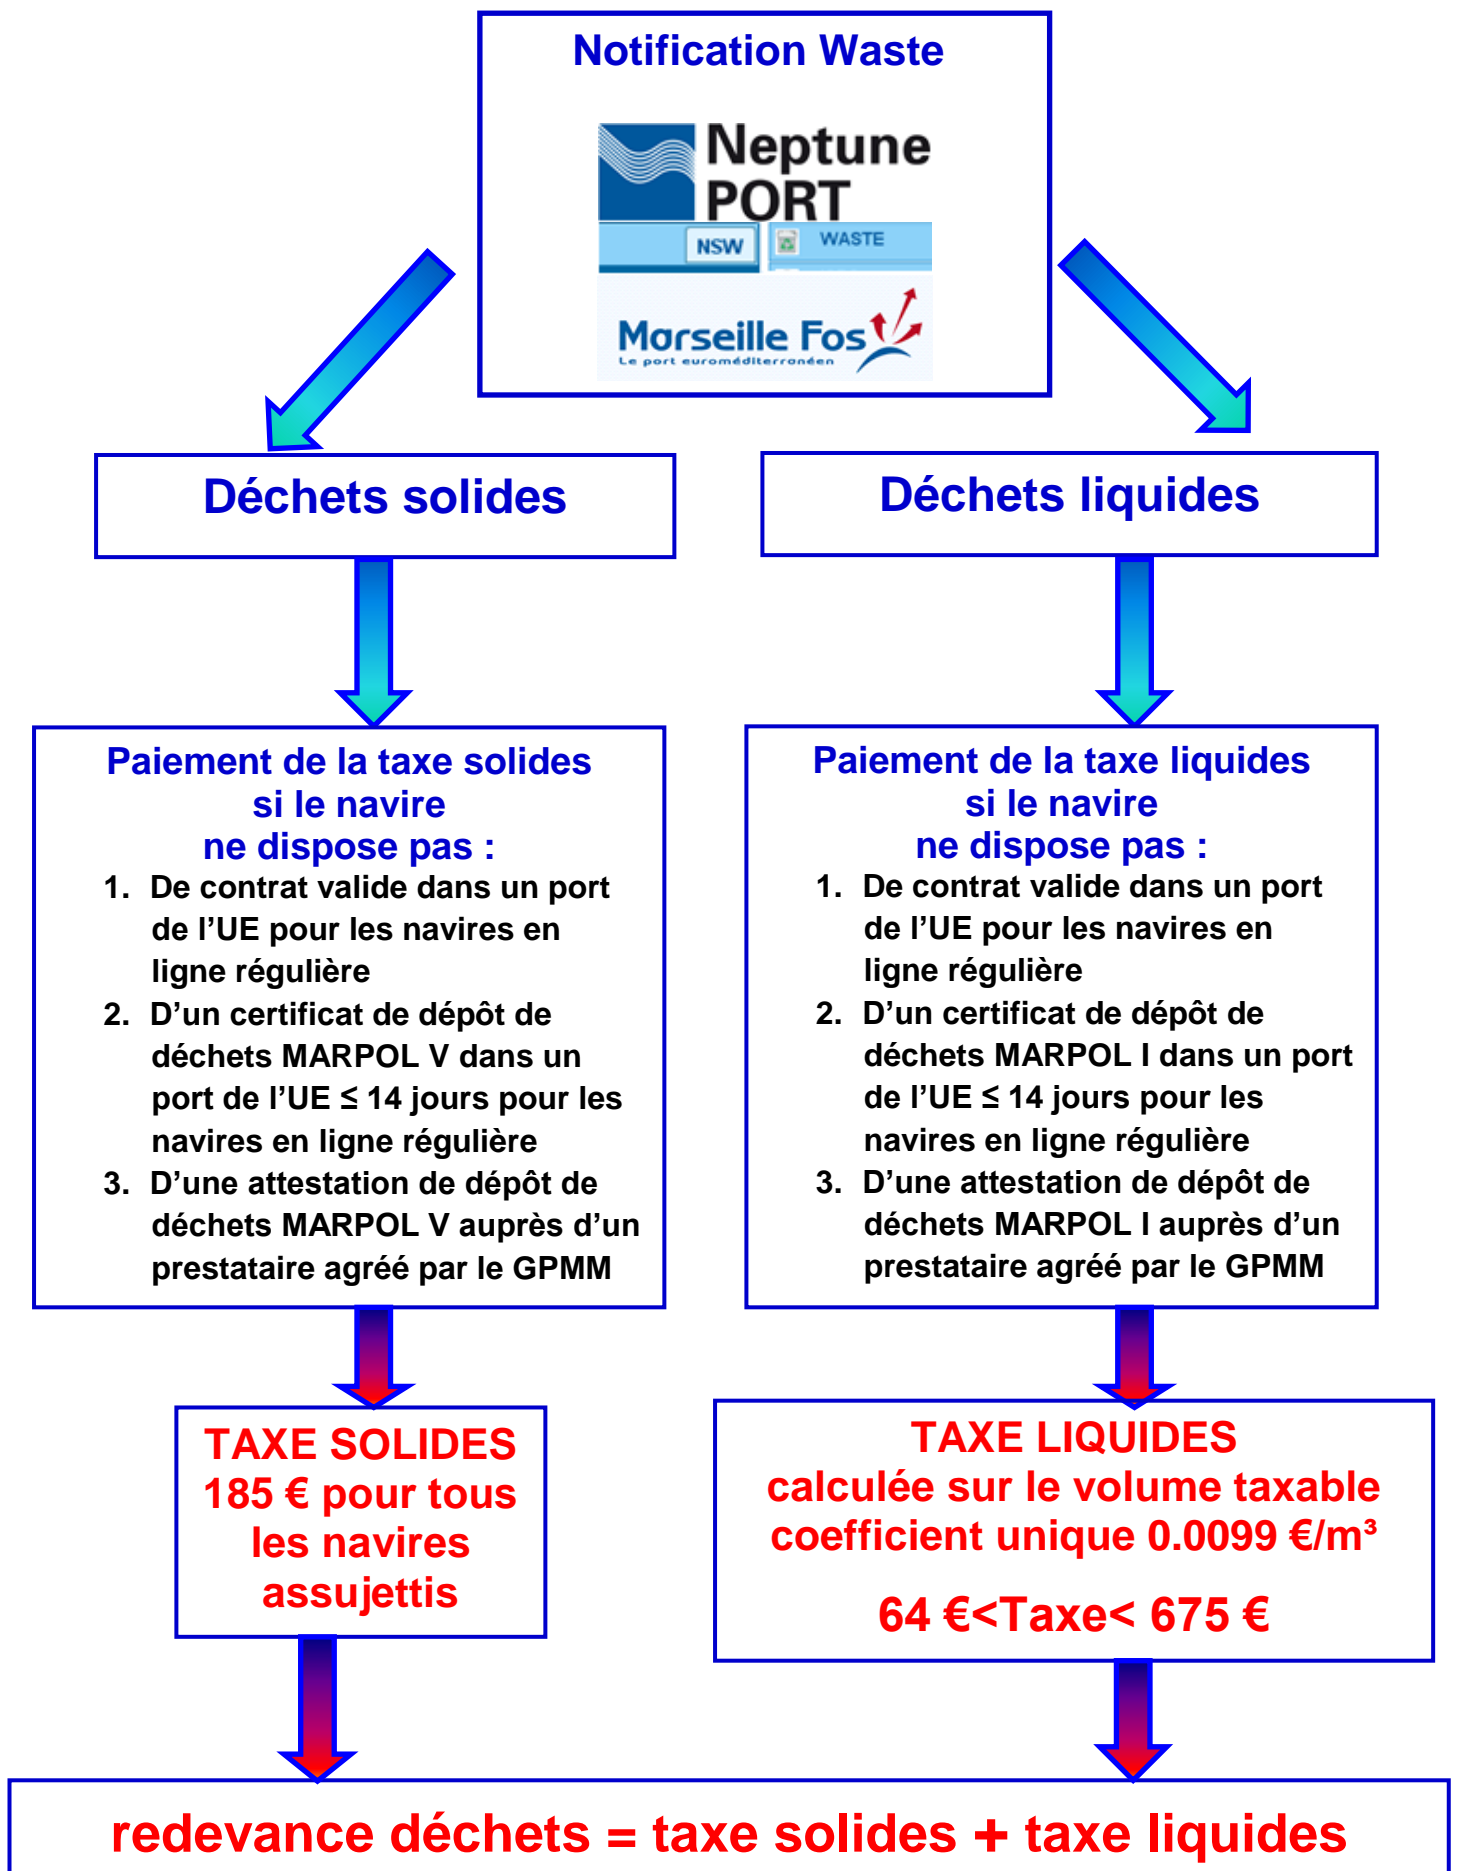 Notification Waste
Neptune
PORT
NSW
WASTE
Marseille Fos
Le port euroméditerranéen
Déchets solides
Déchets liquides
Paiement de la taxe solides
si le navire
ne dispose pas :
1. De contrat valide dans un port
de l’UE pour les navires en
ligne régulière
2. D’un certificat de dépôt de
déchets MARPOL V dans un
port de l’UE ≤ 14 jours pour les
navires en ligne régulière
3. D’une attestation de dépôt de
déchets MARPOL V auprès d’un
prestataire agréé par le GPMM
Paiement de la taxe liquides
si le navire
ne dispose pas :
1. De contrat valide dans un port
de l’UE pour les navires en
ligne régulière
2. D’un certificat de dépôt de
déchets MARPOL I dans un port
de l’UE ≤ 14 jours pour les
navires en ligne régulière
3. D’une attestation de dépôt de
déchets MARPOL I auprès d’un
prestataire agréé par le GPMM
TAXE SOLIDES
185 € pour tous
les navires
assujettis
TAXE LIQUIDES
calculée sur le volume taxable
coefficient unique 0.0099 €/m³
64 €<Taxe< 675 €
redevance déchets = taxe solides + taxe liquides